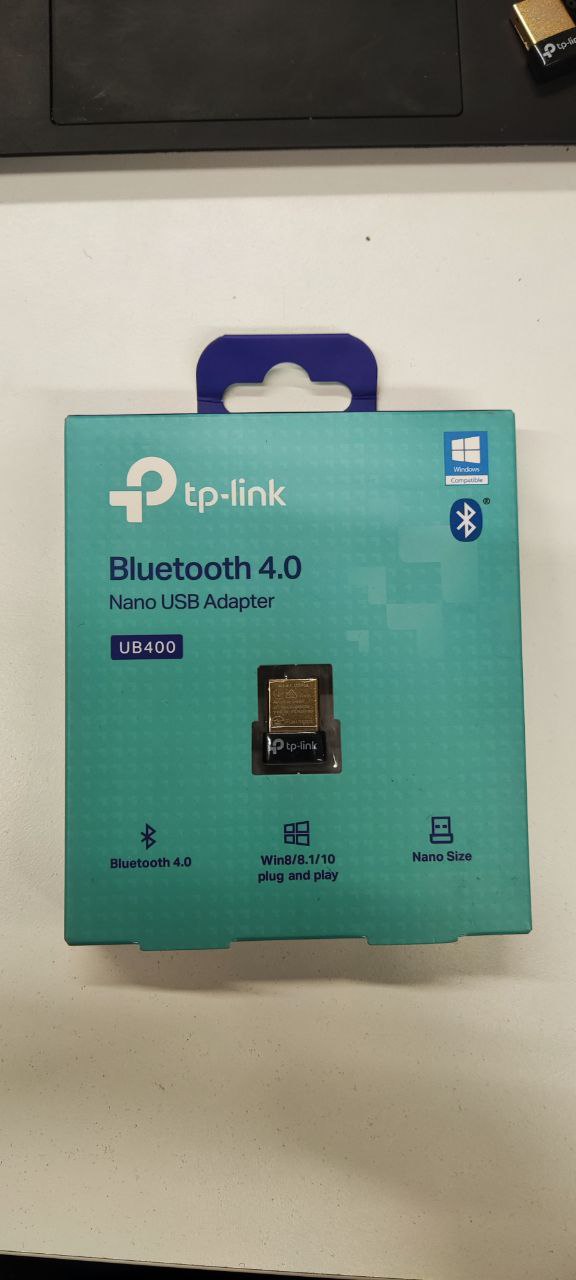 tp-link
tp-link
Windows
Compatible
®
Bluetooth 4.0
Nano USB Adapter
UB400
tp-link
Bluetooth 4.0
Win8/8.1/10
plug and play
Nano Size